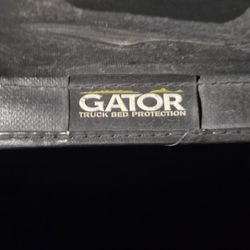 GATOR
TRUCK BED PROTECTION